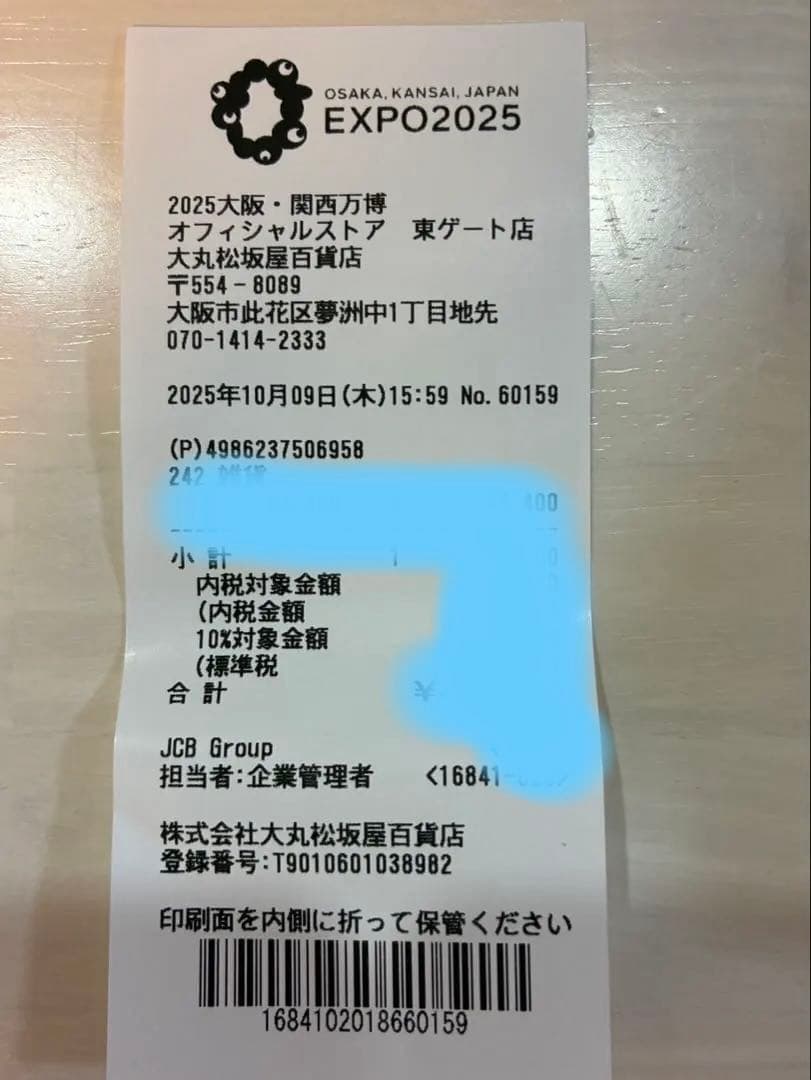 OSAKA, KANSAI, JAPAN
EXPO2025
2025大阪・関西万博
オフィシャルストア 東ゲート店
大丸松坂屋百貨店
〒554-8089
大阪市此花区夢洲中1丁目地先
070-1414-2333
2025年10月09日(木)15:59 No.60159
(P)4986237506958
242 雑貨
400
小 計 1
内税対象金額
(内税金額
10%対象金額
(標準税
合 計 ¥
JCB Group
担当者:企業管理者 <16841-
株式会社大丸松坂屋百貨店
登録番号:T9010601038982
印刷面を内側に折って保管ください
1684102018660159